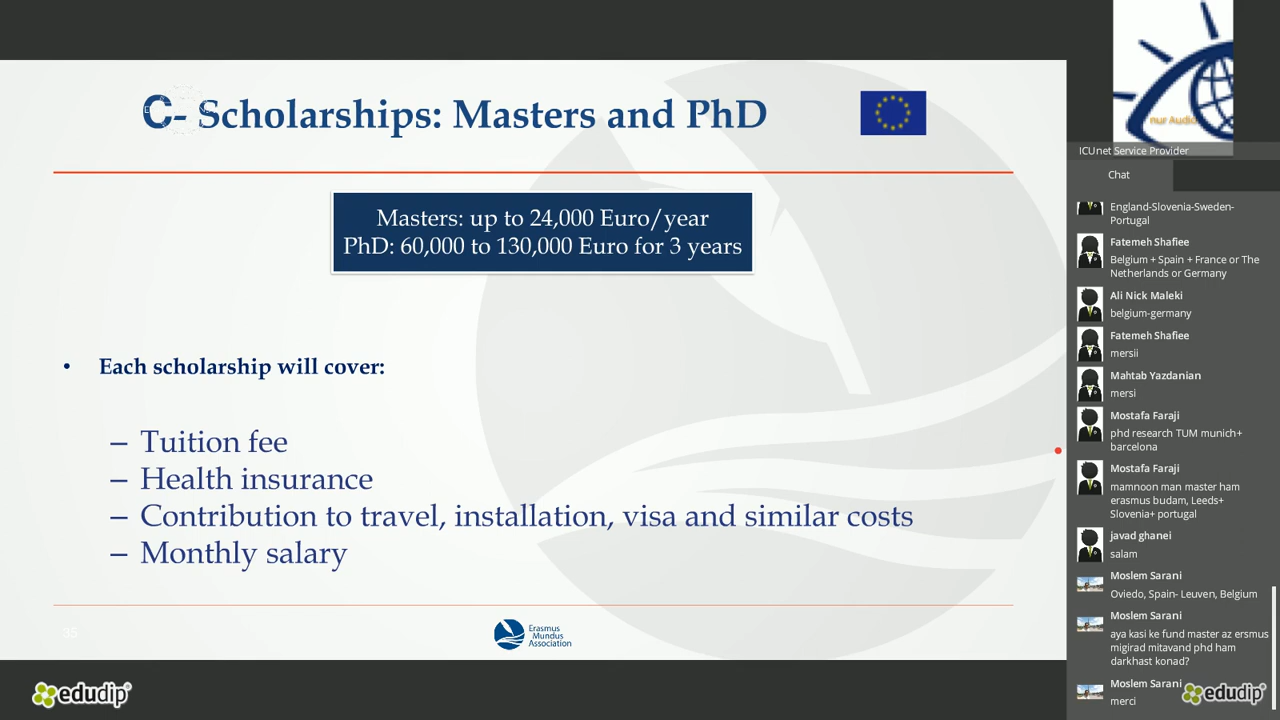 C- Scholarships: Masters and PhD
Masters: up to 24,000 Euro/year
PhD: 60,000 to 130,000 Euro for 3 years
• Each scholarship will cover:
– Tuition fee
– Health insurance
– Contribution to travel, installation, visa and similar costs
– Monthly salary
35
Erasmus
Mundus
Association
edudip
nur Audio
ICUnet Service Provider
Chat
England-Slovenia-Sweden-
Portugal
Fatemeh Shafiee
Belgium + Spain + France or The
Netherlands or Germany
Ali Nick Maleki
belgium-germany
Fatemeh Shafiee
mersii
Mahtab Yazdanian
mersi
Mostafa Faraji
phd research TUM munich+
barcelona
Mostafa Faraji
mamnoon man master ham
erasmus budam, Leeds+
Slovenia+ portugal
javad ghanei
salam
Moslem Sarani
Oviedo, Spain- Leuven, Belgium
Moslem Sarani
aya kasi ke fund master az ersmus
migirad mitavand phd ham
darkhast konad?
Moslem Sarani
merci
edudip